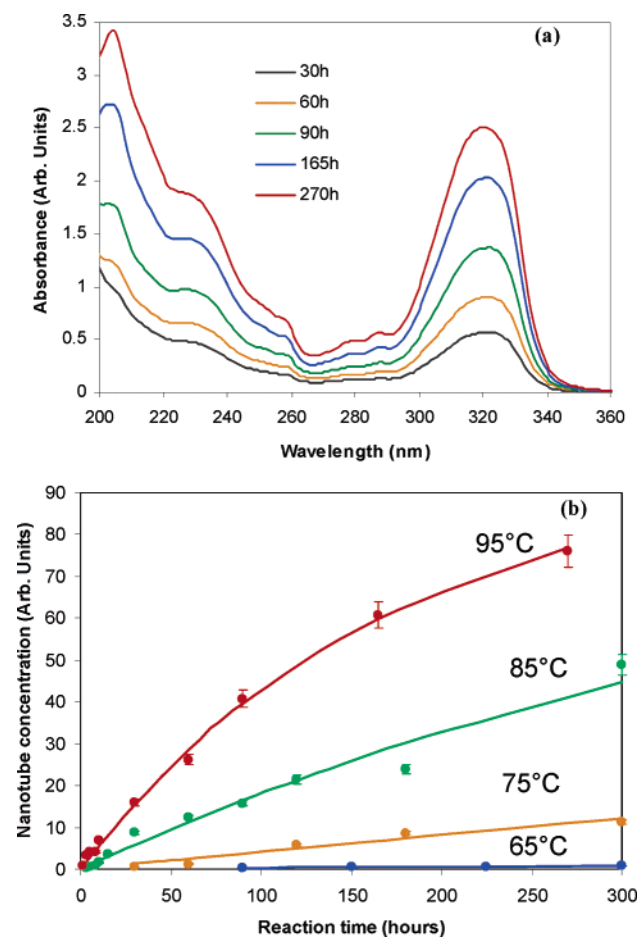 (a)
3.5
3
2.5
2
1.5
1
0.5
0
Absorbance (Arb. Units)
30h
60h
90h
165h
270h
200 220 240 260 280 300 320 340 360
Wavelength (nm)
(b)
90
80
70
60
50
40
30
20
10
0
Nanotube concentration (Arb. Units)
95°C
85°C
75°C
65°C
0 50 100 150 200 250 300
Reaction time (hours)